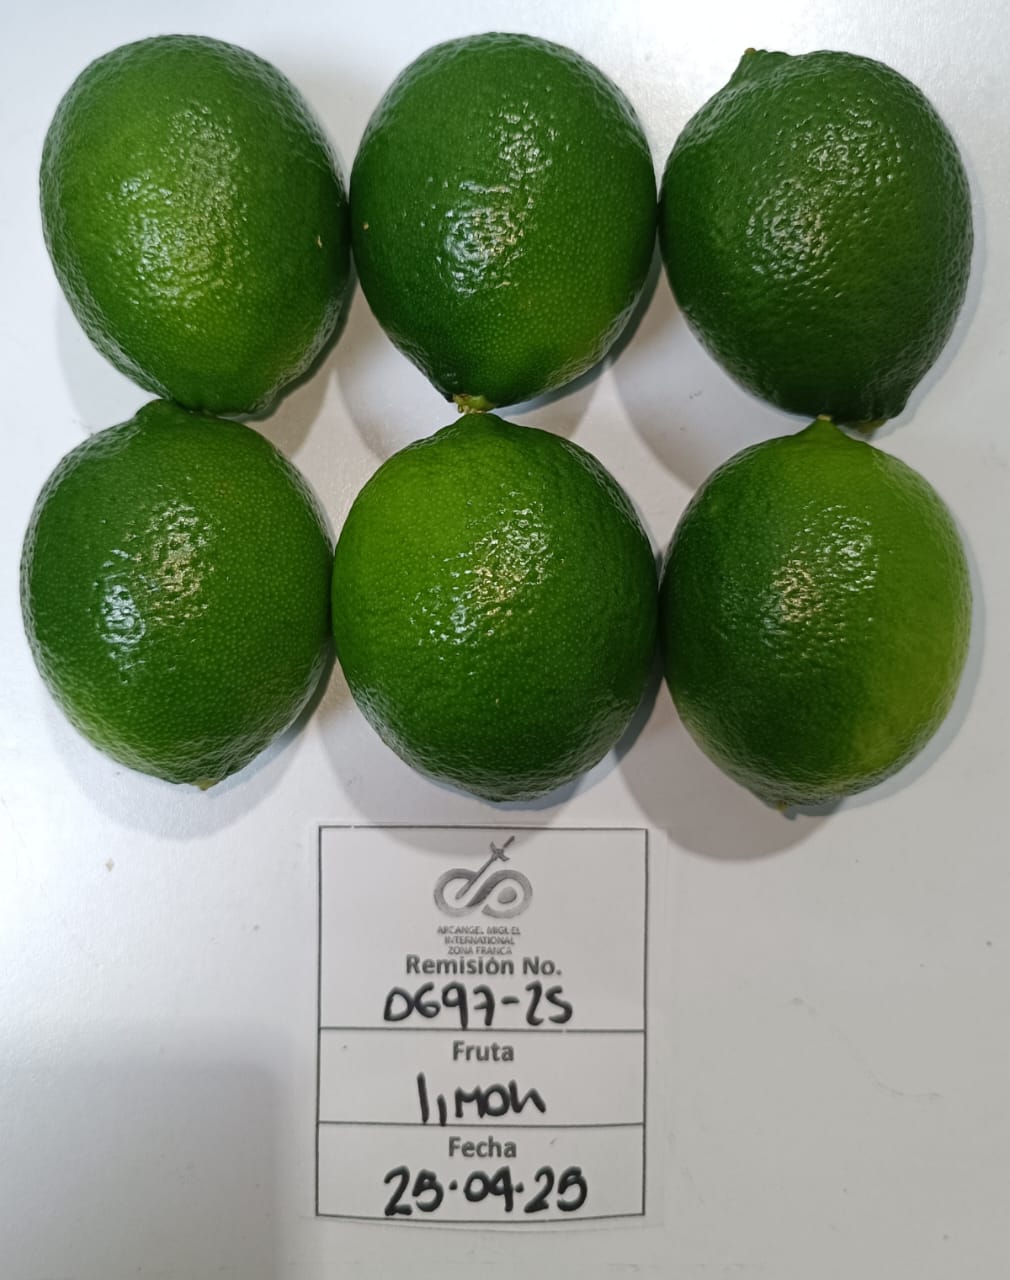 ARCANGEL MIGUEL
INTERNATIONAL
ZONA FRANCA
Remisión No.
0697-25
Fruta
limon
Fecha
25.04.25